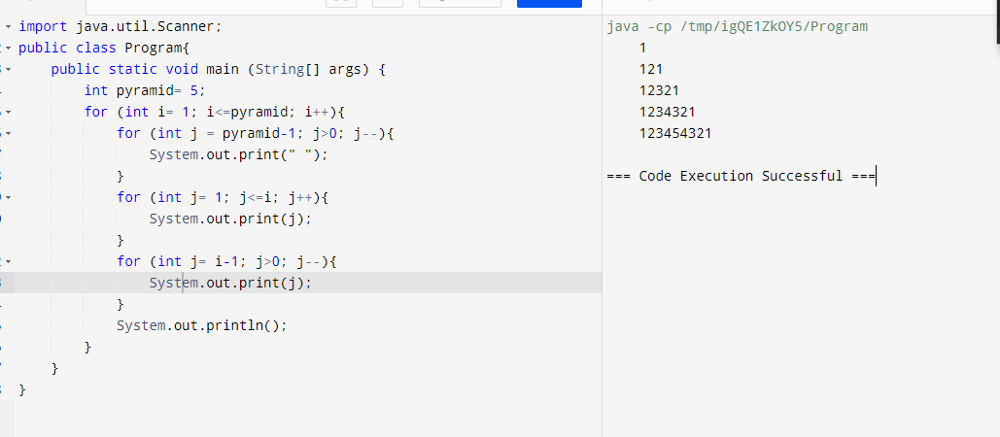 import java.util.Scanner;
public class Program{
    public static void main (String[] args) {
        int pyramid= 5;
        for (int i= 1; i<=pyramid; i++){
            for (int j = pyramid-1; j>0; j--){
                System.out.print(" ");
            }
            for (int j= 1; j<=i; j++){
                System.out.print(j);
            }
            for (int j= i-1; j>0; j--){
                System.out.print(j);
            }
            System.out.println();
        }
    }
}
java -cp /tmp/igQE1ZkOY5/Program
    1
    121
    12321
    1234321
    123454321
=== Code Execution Successful ===